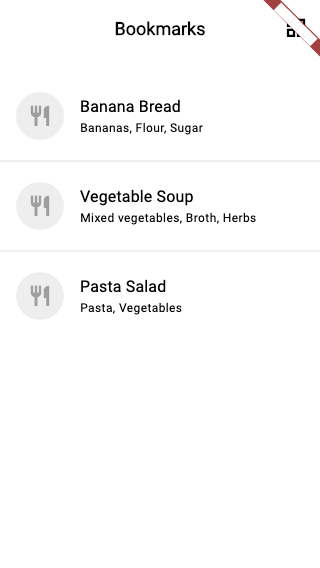 Bookmarks
Banana Bread
Bananas, Flour, Sugar
Vegetable Soup
Mixed vegetables, Broth, Herbs
Pasta Salad
Pasta, Vegetables